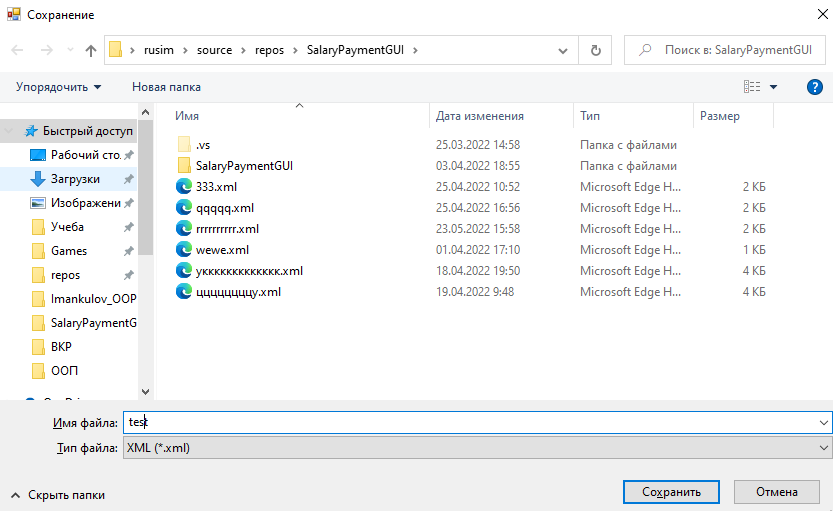 Сохранение
rusim › source › repos › SalaryPaymentGUI ›
Поиск в: SalaryPaymentGUI
Упорядочить
Новая папка
Имя
Дата изменения
Тип
Размер
.vs 25.03.2022 14:58 Папка с файлами
SalaryPaymentGUI 03.04.2022 18:55 Папка с файлами
333.xml 25.04.2022 10:52 Microsoft Edge H... 2 КБ
qqqqq.xml 25.04.2022 16:56 Microsoft Edge H... 2 КБ
rrrrrrrrrr.xml 23.05.2022 15:58 Microsoft Edge H... 2 КБ
wewe.xml 01.04.2022 17:10 Microsoft Edge H... 1 КБ
укккккккккккк.xml 18.04.2022 19:50 Microsoft Edge H... 4 КБ
ццццццццу.xml 19.04.2022 9:48 Microsoft Edge H... 4 КБ
Быстрый доступ
Рабочий сто.
Загрузки
Изображени
Учеба
Games
repos
Imankulov_OOP
SalaryPaymentG
ВКР
ООП
Имя файла: test
Тип файла: XML (*.xml)
Скрыть папки
Сохранить
Отмена